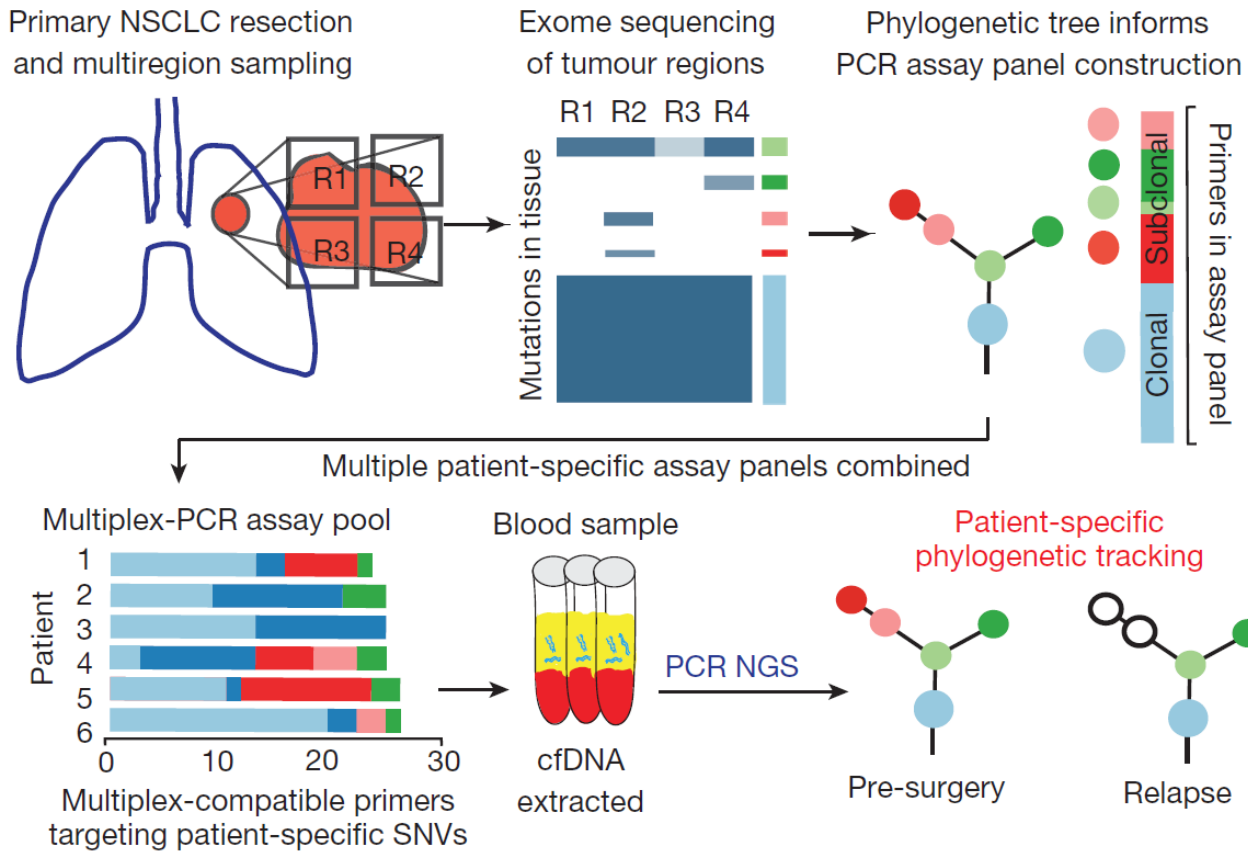 Primary NSCLC resection
and multiregion sampling
R1
R2
R3
R4
Exome sequencing
of tumour regions
R1 R2 R3 R4
Mutations in tissue
Phylogenetic tree informs
PCR assay panel construction
Subclonal
Clonal
Primers in assay panel
Multiple patient-specific assay panels combined
Multiplex-PCR assay pool
Patient
1
2
3
4
5
6
0 10 20 30
Multiplex-compatible primers
targeting patient-specific SNVs
Blood sample
cfDNA
extracted
PCR NGS
Patient-specific
phylogenetic tracking
Pre-surgery
Relapse